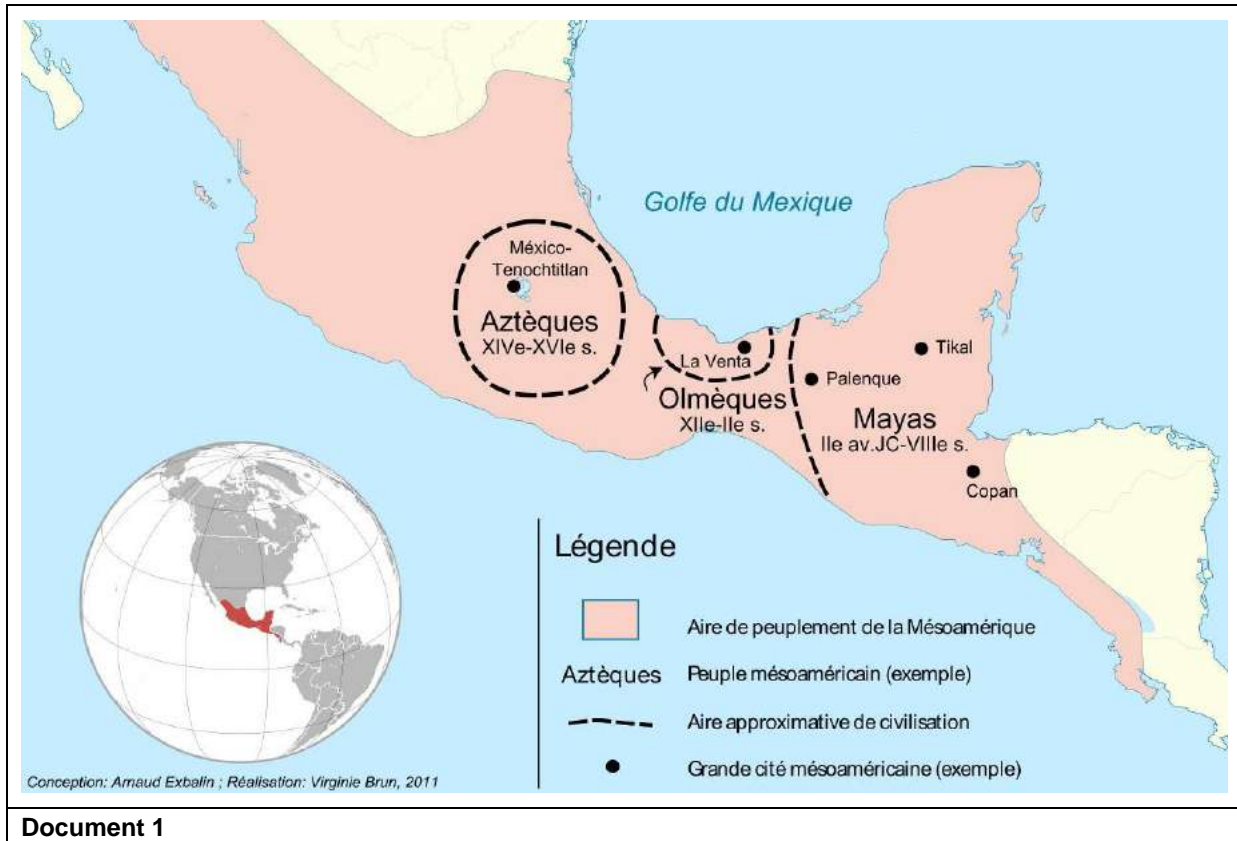 Golfe du Mexique
México-
Tenochtitlan
Aztèques
XIVe-XVIe s.
La Venta
Olmèques
XIIe-IIe s.
Tikal
Palenque
Mayas
IIe av.JC-VIIIe s.
Copan
Légende
Aire de peuplement de la Mésoamérique
Aztèques
Peuple mésoaméricain (exemple)
Aire approximative de civilisation
Grande cité mésoaméricaine (exemple)
Conception: Arnaud Exbalin ; Réalisation: Virginie Brun, 2011
Document 1